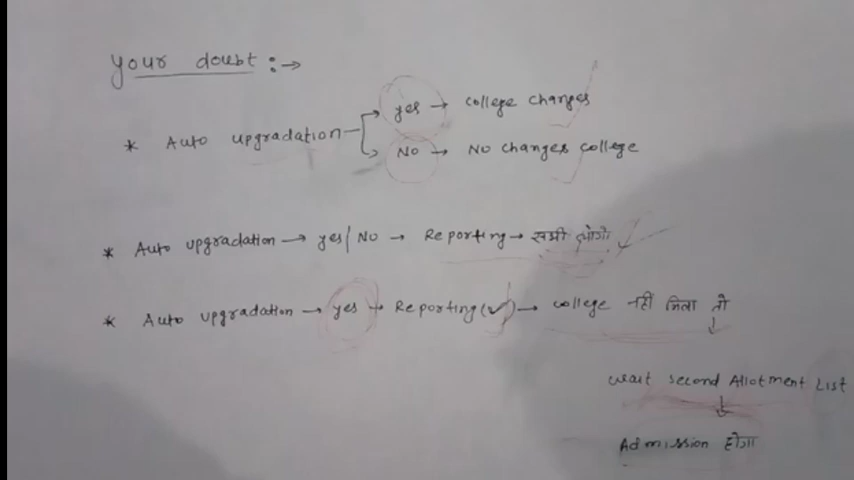 your doubt :→
* Auto upgradation → yes → college changes
No → No changes college
* Auto upgradation → yes/No → Reporting → सभी लोगो
* Auto upgradation → yes → Reporting(✓) → college नहीं मिला तो
↓
wait second Allotment List
↓
Admission होगा